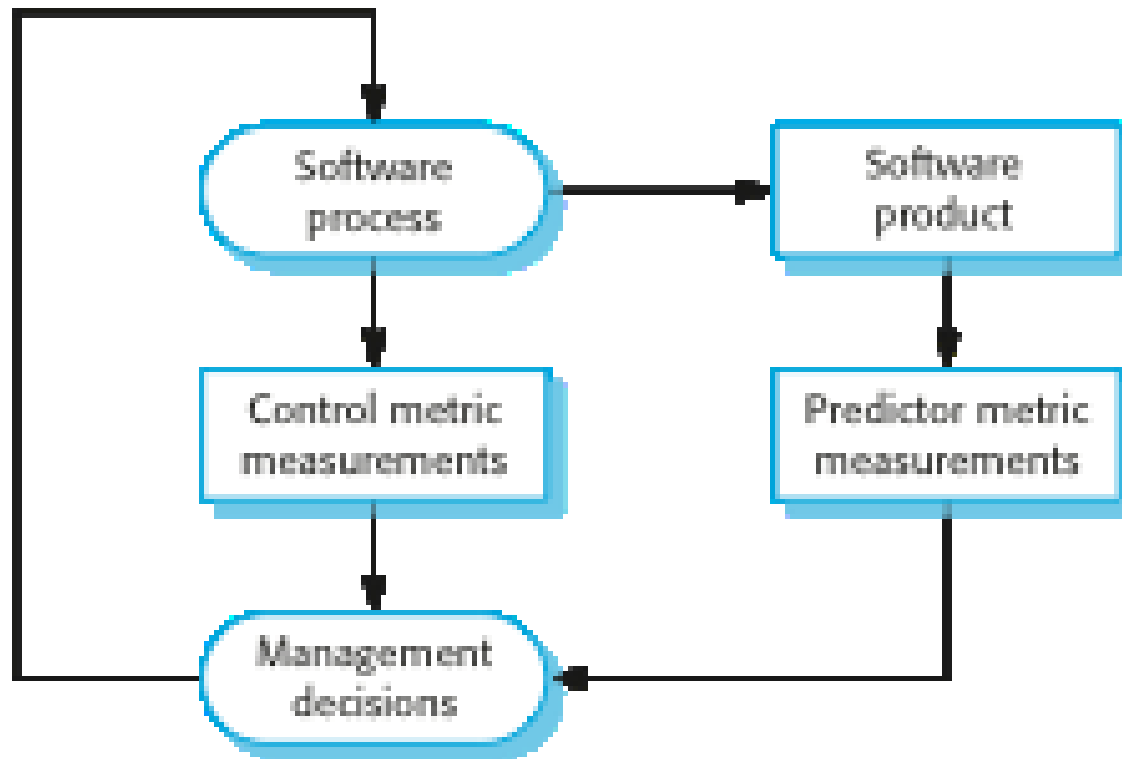 Software
process
Software
product
Control metric
measurements
Predictor metric
measurements
Management
decisions